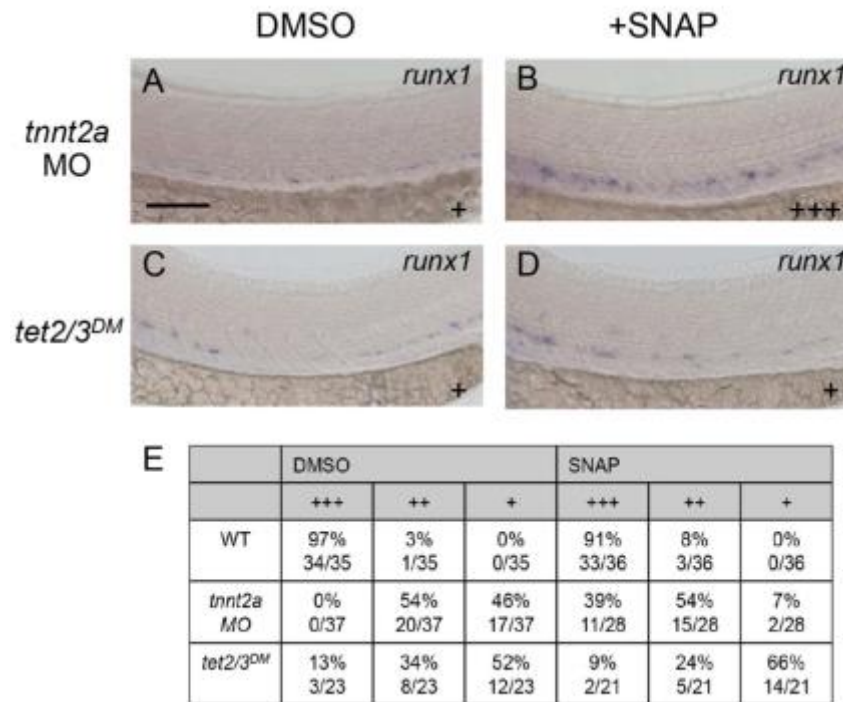 DMSO +SNAP
tnnt2a
MO
A runx1
+
B runx1
+++
tet2/3DM
C runx1
+
D runx1
+
E
DMSO SNAP
+++ ++ + +++ ++ +
WT 97% 3% 0% 91% 8% 0%
34/35 1/35 0/35 33/36 3/36 0/36
tnnt2a 0% 54% 46% 39% 54% 7%
MO 0/37 20/37 17/37 11/28 15/28 2/28
tet2/3DM 13% 34% 52% 9% 24% 66%
3/23 8/23 12/23 2/21 5/21 14/21